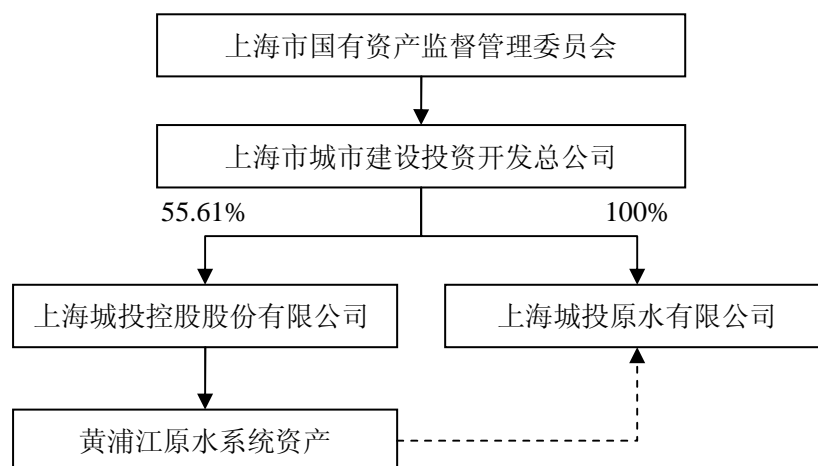 上海市国有资产监督管理委员会
上海市城市建设投资开发总公司
55.61%
100%
上海城投控股股份有限公司
上海城投原水有限公司
黄浦江原水系统资产